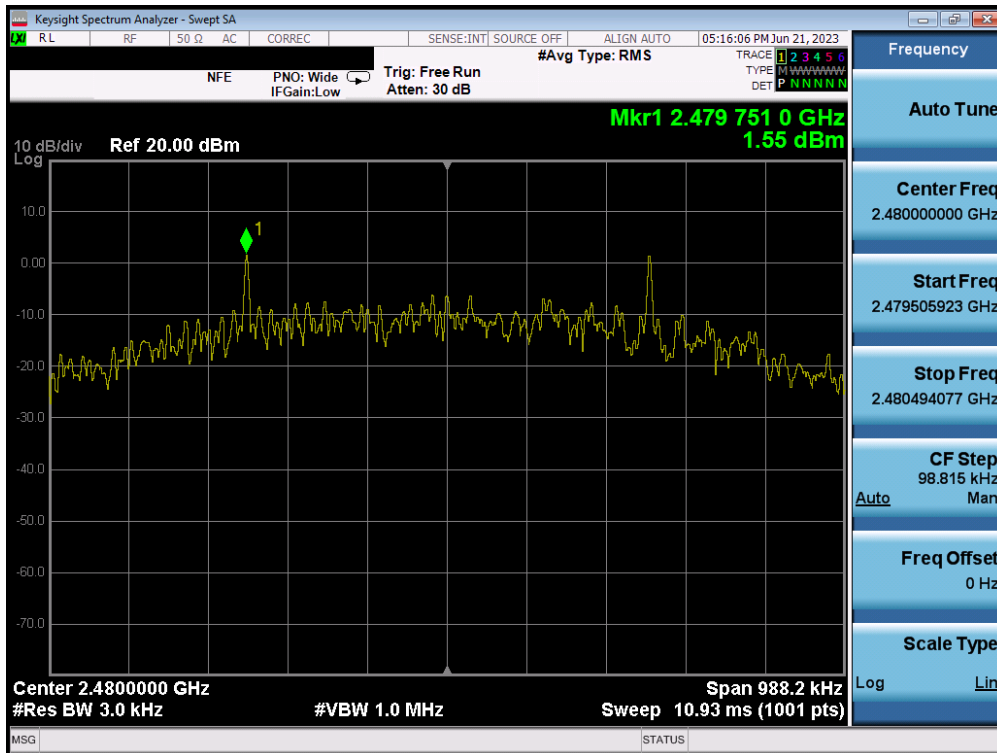 Keysight Spectrum Analyzer - Swept SA
LXI RL RF 50 Ω AC CORREC SENSE:INT SOURCE OFF ALIGN AUTO 05:16:06 PM Jun 21, 2023
NFE PNO: Wide Trig: Free Run #Avg Type: RMS TRACE 1 2 3 4 5 6
IFGain:Low Atten: 30 dB TYPE M WWWWW
DET P N N N N N
Mkr1 2.479 751 0 GHz
1.55 dBm
10 dB/div Ref 20.00 dBm
Log
1
10.0
0.00
-10.0
-20.0
-30.0
-40.0
-50.0
-60.0
-70.0
Center 2.4800000 GHz Span 988.2 kHz
#Res BW 3.0 kHz #VBW 1.0 MHz Sweep 10.93 ms (1001 pts)
MSG STATUS
Frequency
Auto Tune
Center Freq
2.480000000 GHz
Start Freq
2.479505923 GHz
Stop Freq
2.480494077 GHz
CF Step
98.815 kHz
Auto Man
Freq Offset
0 Hz
Scale Type
Log Lin